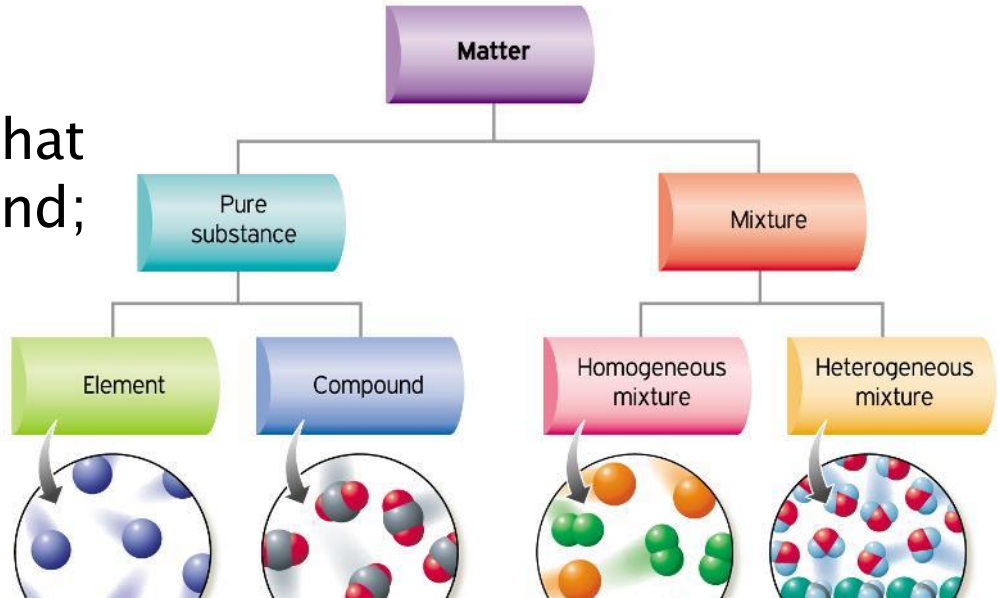 Matter
hat
nd;
Pure
substance
Mixture
Element
Compound
Homogeneous
mixture
Heterogeneous
mixture